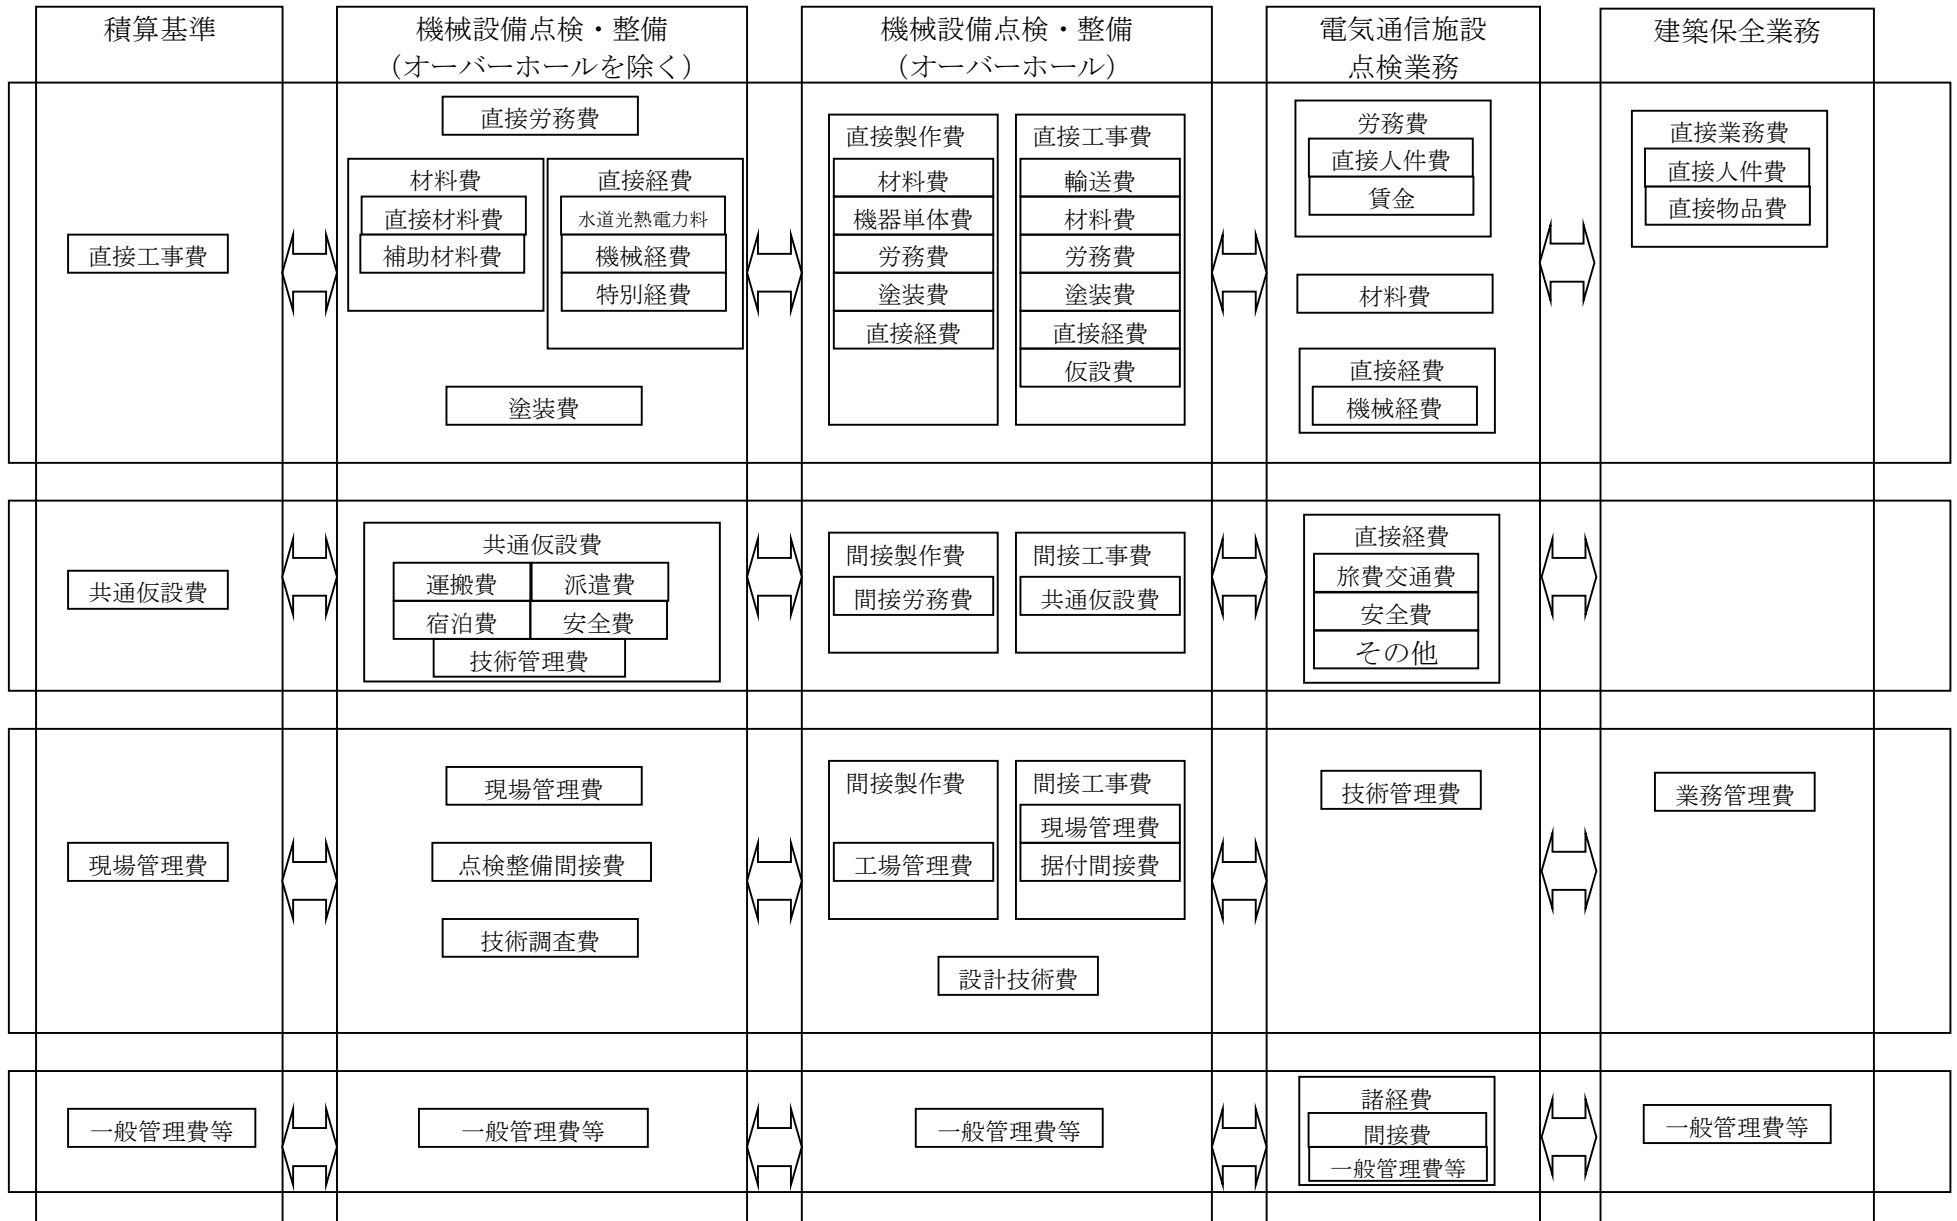 積算基準
機械設備点検・整備
（オーバーホールを除く）
機械設備点検・整備
（オーバーホール）
電気通信施設
点検業務
建築保全業務
直接工事費
直接労務費
材料費
直接材料費
補助材料費
直接経費
水道光熱電力料
機械経費
特別経費
塗装費
直接製作費
材料費
機器単体費
労務費
塗装費
直接経費
直接工事費
輸送費
材料費
労務費
塗装費
直接経費
仮設費
労務費
直接人件費
賃金
材料費
直接経費
機械経費
直接業務費
直接人件費
直接物品費
共通仮設費
共通仮設費
運搬費
派遣費
宿泊費
安全費
技術管理費
間接製作費
間接労務費
間接工事費
共通仮設費
直接経費
旅費交通費
安全費
その他
現場管理費
現場管理費
点検整備間接費
技術調査費
間接製作費
工場管理費
間接工事費
現場管理費
据付間接費
設計技術費
技術管理費
業務管理費
一般管理費等
一般管理費等
一般管理費等
諸経費
間接費
一般管理費等
一般管理費等